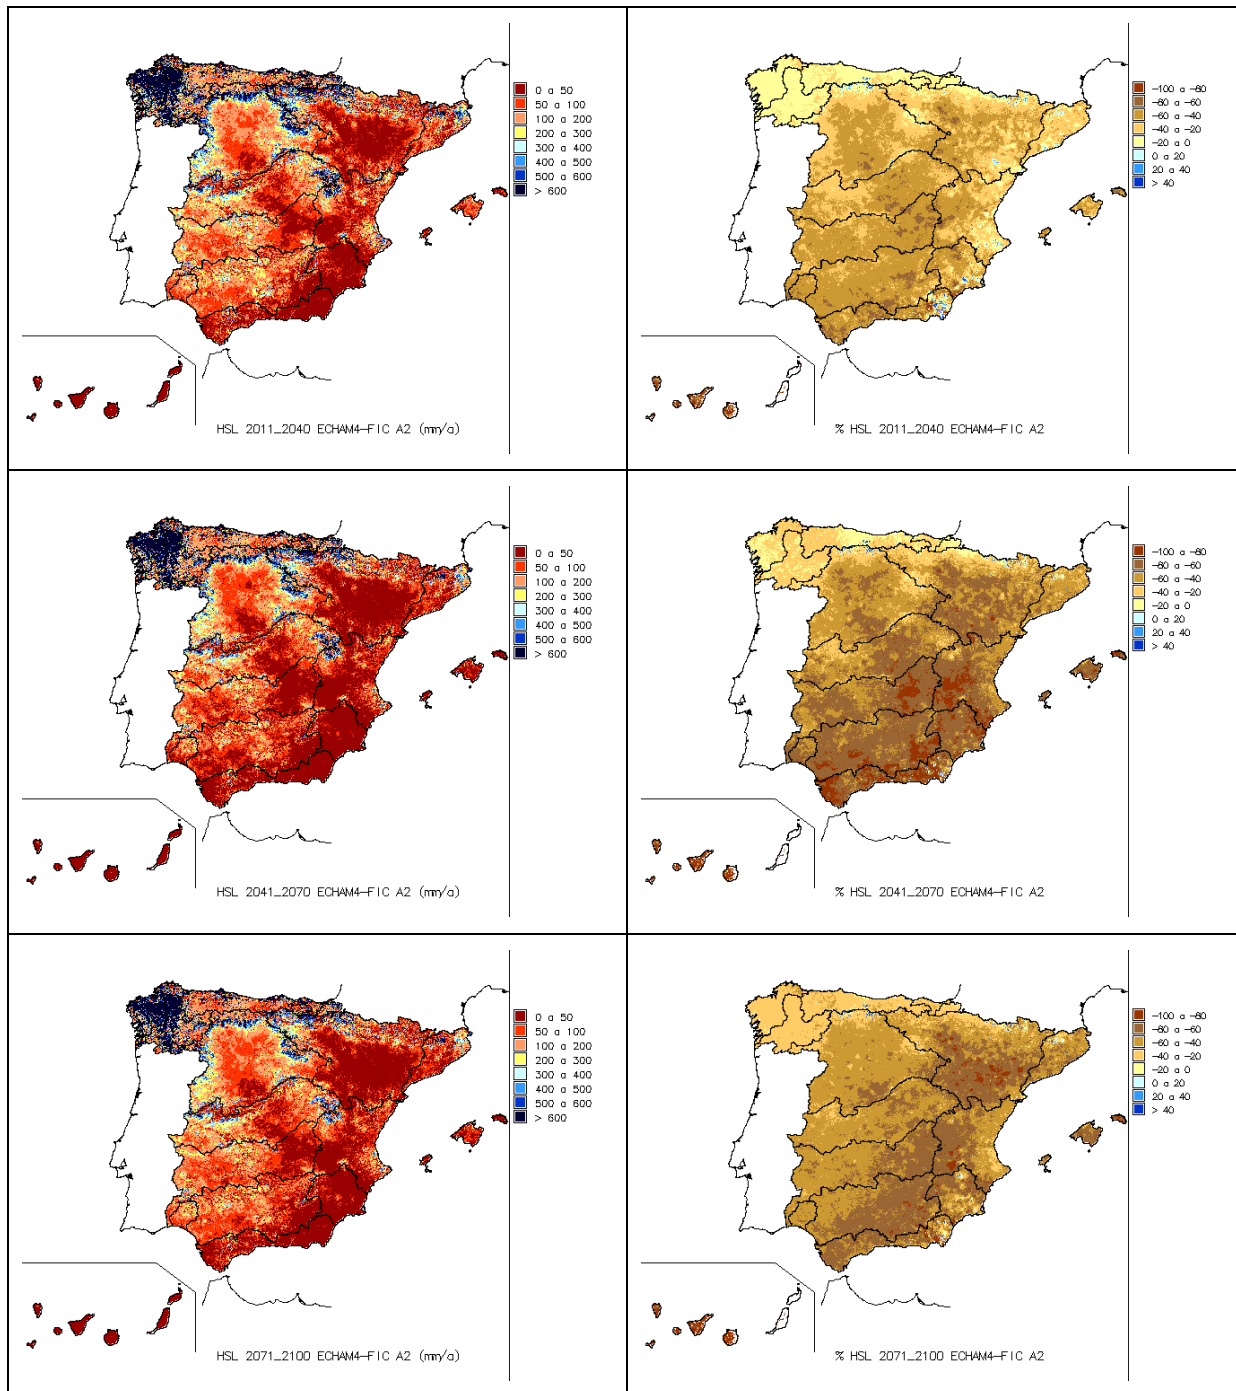 0 a 50
50 a 100
100 a 200
200 a 300
300 a 400
400 a 500
500 a 600
> 600
HSL 2011_2040 ECHAM4-FIC A2 (mm/a)
-100 a -80
-80 a -60
-60 a -40
-40 a -20
-20 a 0
0 a 20
20 a 40
> 40
% HSL 2011_2040 ECHAM4-FIC A2
0 a 50
50 a 100
100 a 200
200 a 300
300 a 400
400 a 500
500 a 600
> 600
HSL 2041_2070 ECHAM4-FIC A2 (mm/a)
-100 a -80
-80 a -60
-60 a -40
-40 a -20
-20 a 0
0 a 20
20 a 40
> 40
% HSL 2041_2070 ECHAM4-FIC A2
0 a 50
50 a 100
100 a 200
200 a 300
300 a 400
400 a 500
500 a 600
> 600
HSL 2071_2100 ECHAM4-FIC A2 (mm/a)
-100 a -80
-80 a -60
-60 a -40
-40 a -20
-20 a 0
0 a 20
20 a 40
> 40
% HSL 2071_2100 ECHAM4-FIC A2